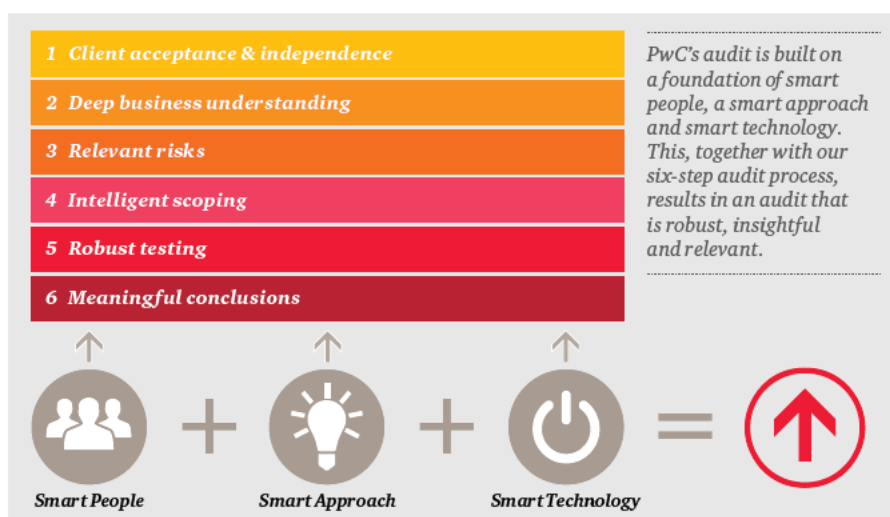 1 Client acceptance & independence
2 Deep business understanding
3 Relevant risks
4 Intelligent scoping
5 Robust testing
6 Meaningful conclusions
PwC's audit is built on
a foundation of smart
people, a smart approach
and smart technology.
This, together with our
six-step audit process,
results in an audit that
is robust, insightful
and relevant.
Smart People
Smart Approach
Smart Technology